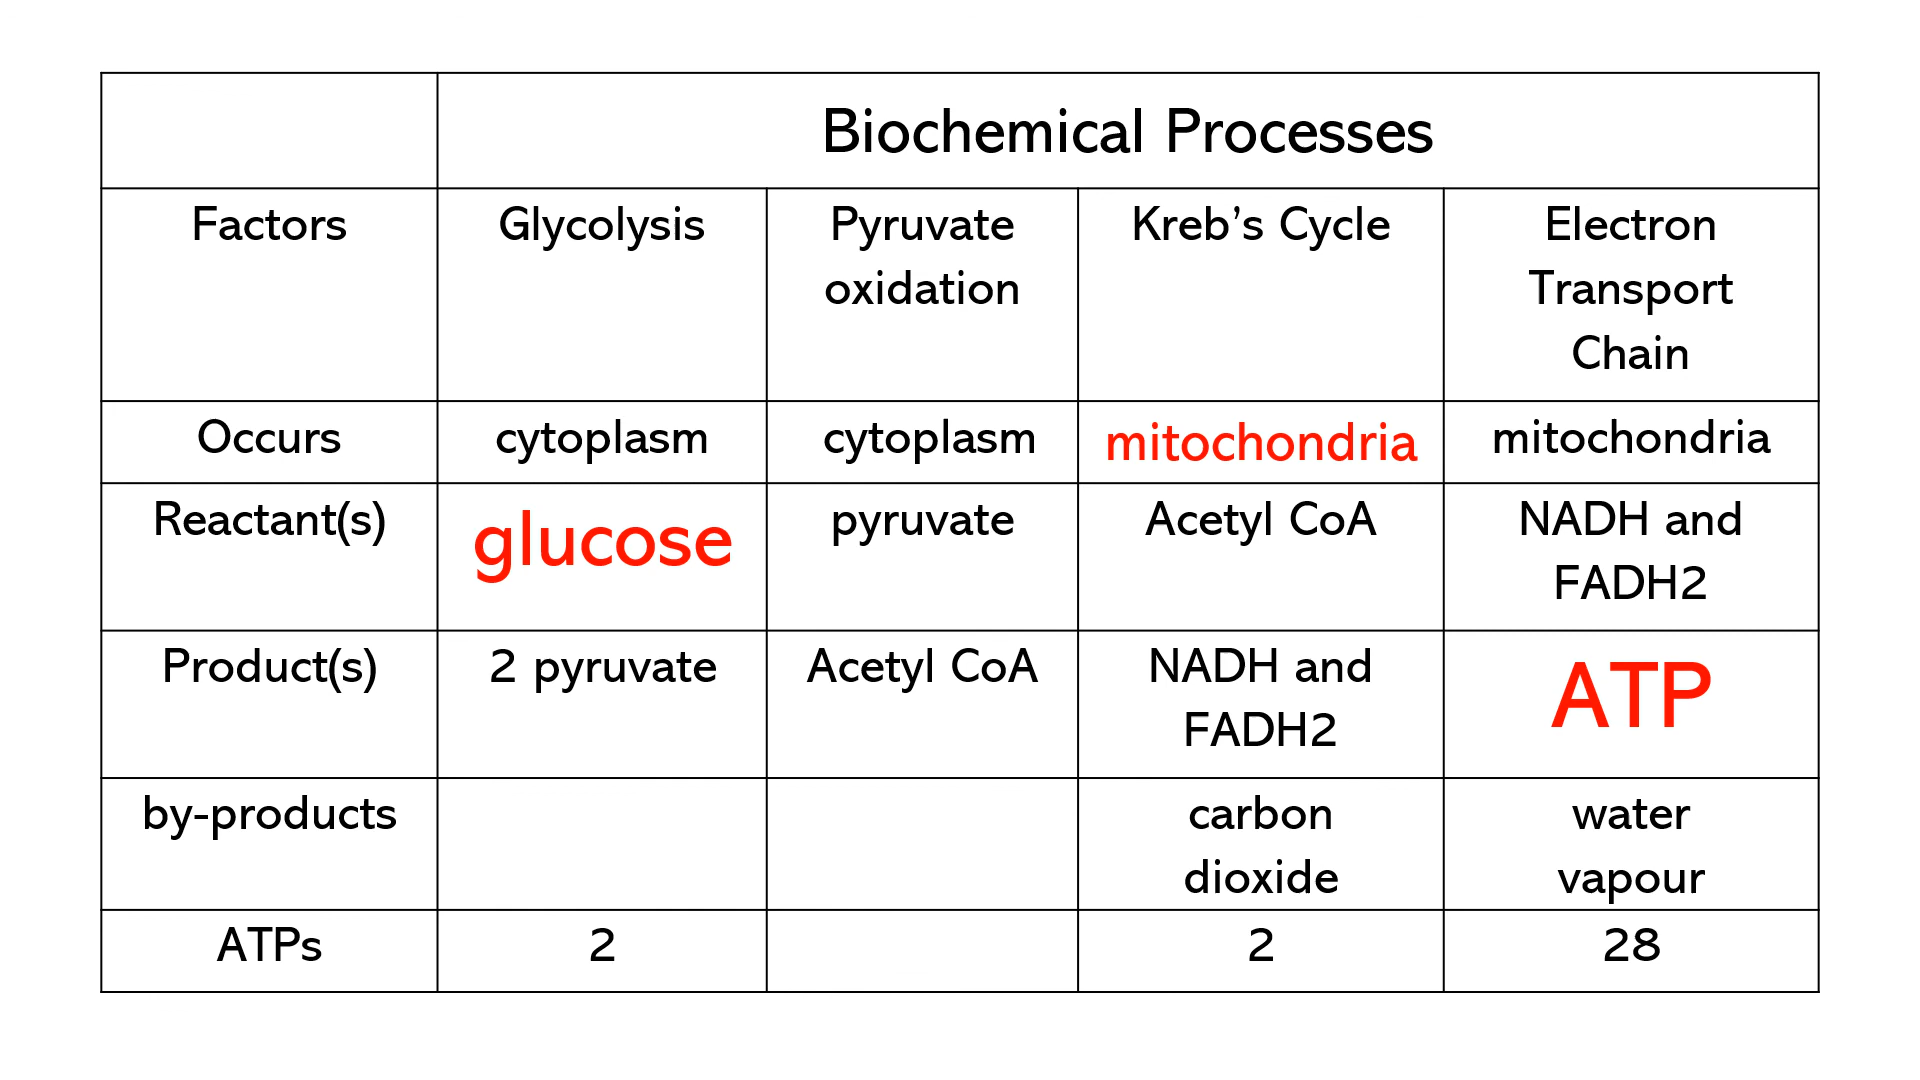 Biochemical Processes
Factors
Glycolysis
Pyruvate
oxidation
Kreb’s Cycle
Electron
Transport
Chain
Occurs
cytoplasm
cytoplasm
mitochondria
mitochondria
Reactant(s)
glucose
pyruvate
Acetyl CoA
NADH and
FADH2
Product(s)
2 pyruvate
Acetyl CoA
NADH and
FADH2
ATP
by-products
carbon
dioxide
water
vapour
ATPs
2
2
28